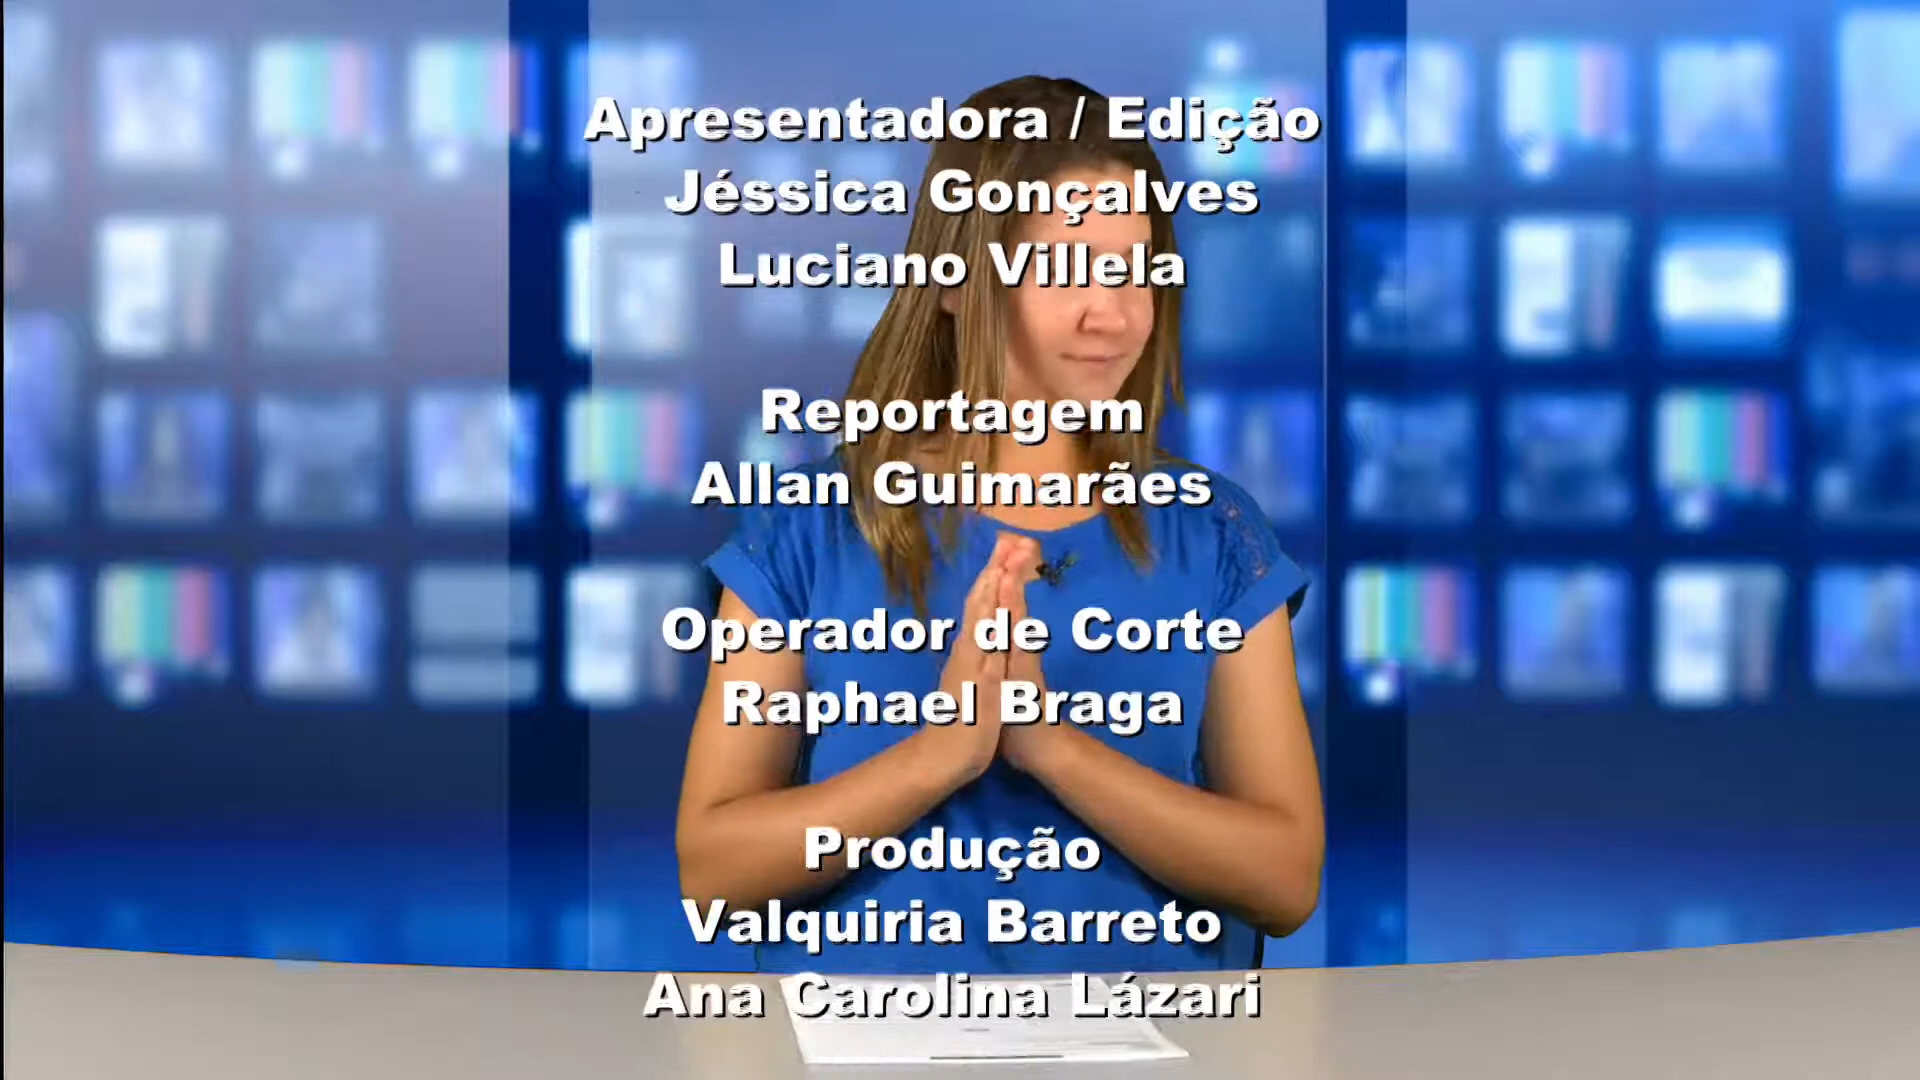 Apresentadora / Edição
Jéssica Gonçalves
Luciano Villela
Reportagem
Allan Guimarães
Operador de Corte
Raphael Braga
Produção
Valquiria Barreto
Ana Carolina Lázari